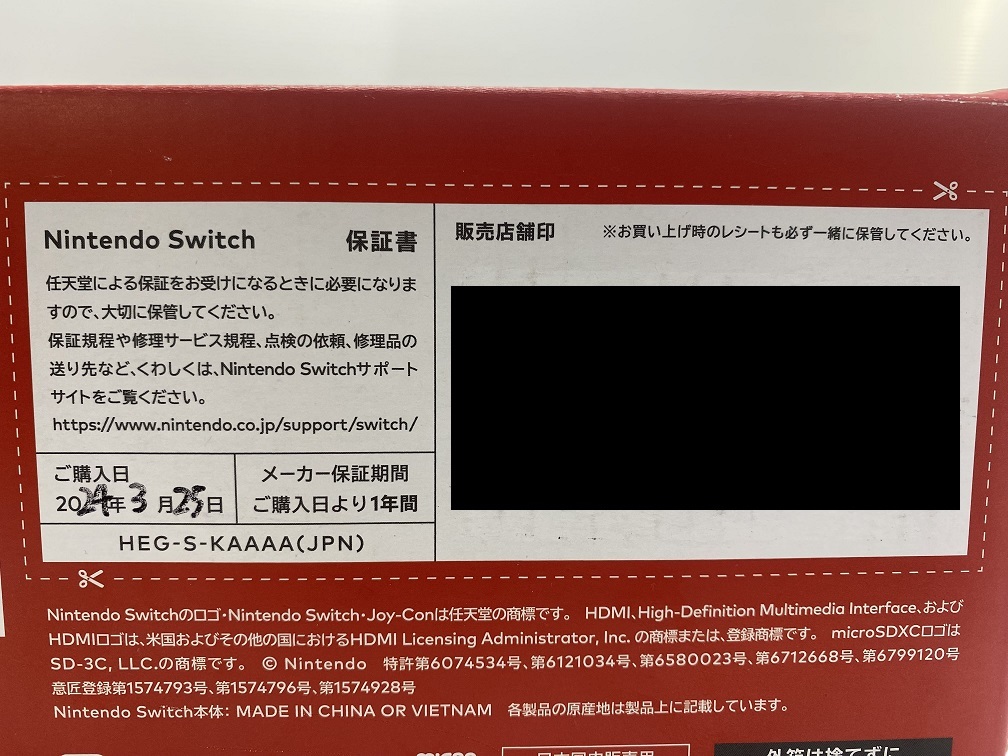 Nintendo Switch 保証書
任天堂による保証をお受けになるときに必要になりま
すので、大切に保管してください。
保証規程や修理サービス規程、点検の依頼、修理品の
送り先など、くわしくは、Nintendo Switchサポート
サイトをご覧ください。
https://www.nintendo.co.jp/support/switch/
ご購入日
2024年3月25日
メーカー保証期間
ご購入日より1年間
HEG-S-KAAAA(JPN)
販売店舗印 ※お買い上げ時のレシートも必ず一緒に保管してください。
Nintendo Switchのロゴ・Nintendo Switch・Joy-Conは任天堂の商標です。 HDMI、High-Definition Multimedia Interface、および
HDMIロゴは、米国およびその他の国におけるHDMI Licensing Administrator, Inc. の商標または、登録商標です。 microSDXCロゴは
SD-3C, LLC.の商標です。 © Nintendo 特許第6074534号、第6121034号、第6580023号、第6712668号、第6799120号
意匠登録第1574793号、第1574796号、第1574928号
Nintendo Switch本体: MADE IN CHINA OR VIETNAM 各製品の原産地は製品上に記載しています。
日本国内販売用
外箱は捨てずに